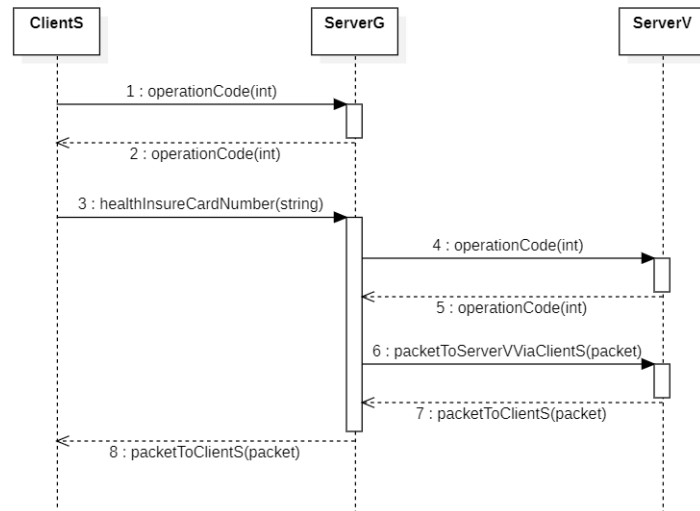 ClientS
ServerG
ServerV
1 : operationCode(int)
2 : operationCode(int)
3 : healthInsureCardNumber(string)
4 : operationCode(int)
5 : operationCode(int)
6 : packetToServerVViaClientS(packet)
7 : packetToClientS(packet)
8 : packetToClientS(packet)